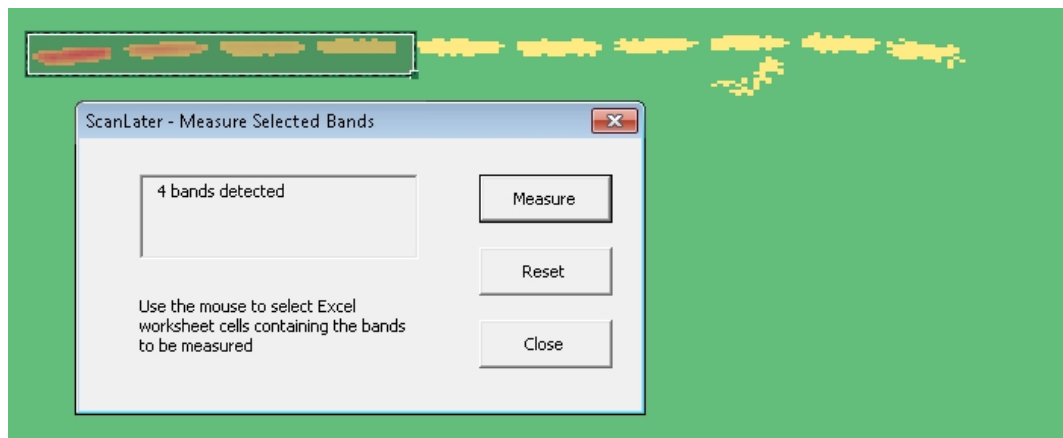 ScanLater - Measure Selected Bands
4 bands detected
Measure
Reset
Use the mouse to select Excel
worksheet cells containing the bands
to be measured
Close